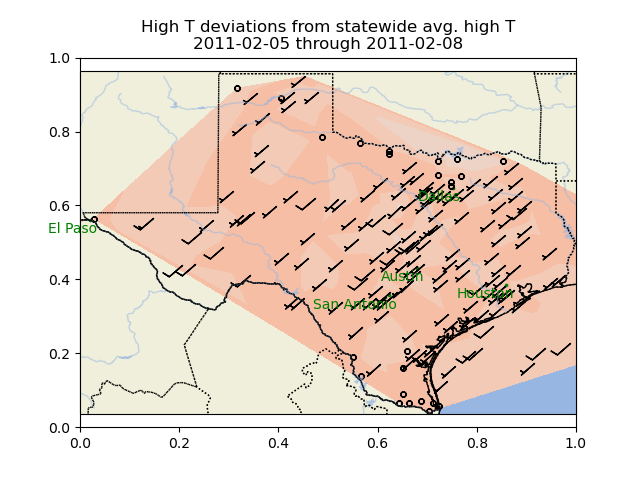 High T deviations from statewide avg. high T
2011-02-05 through 2011-02-08
1.0
0.8
0.6
0.4
0.2
0.0
El Paso
Dallas
Austin
San Antonio
Houston
0.0 0.2 0.4 0.6 0.8 1.0